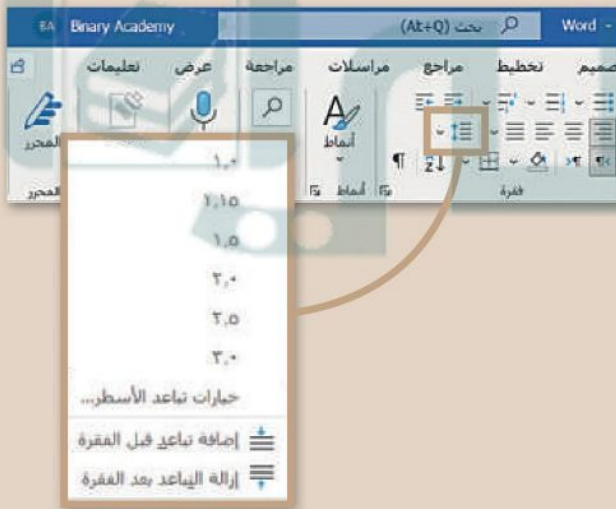 Word - بحث (Alt+Q) Binary Academy BA
صميم تخطيط مراجع مراسلات مراجعة عرض تعليمات
أنماط
المحرر
فقرة أنماط المحرر
١,٠
١,١٥
١,٥
٢,٠
٢,٥
٣,٠
خيارات تباعد الأسطر...
إضافة تباعد قبل الفقرة
إزالة التباعد بعد الفقرة